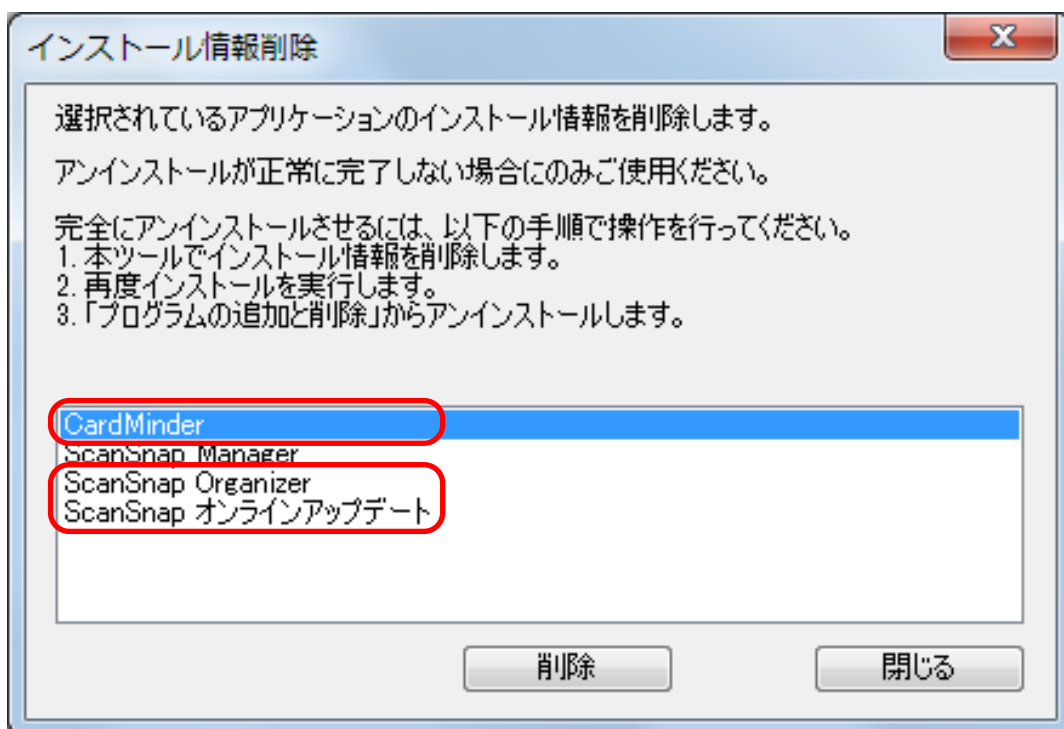 インストール情報削除
選択されているアプリケーションのインストール情報を削除します。
アンインストールが正常に完了しない場合にのみご使用ください。
完全にアンインストールさせるには、以下の手順で操作を行ってください。
1. 本ツールでインストール情報を削除します。
2. 再度インストールを実行します。
3. 「プログラムの追加と削除」からアンインストールします。
CardMinder
ScanSnap Manager
ScanSnap Organizer
ScanSnap オンラインアップデート
削除
閉じる